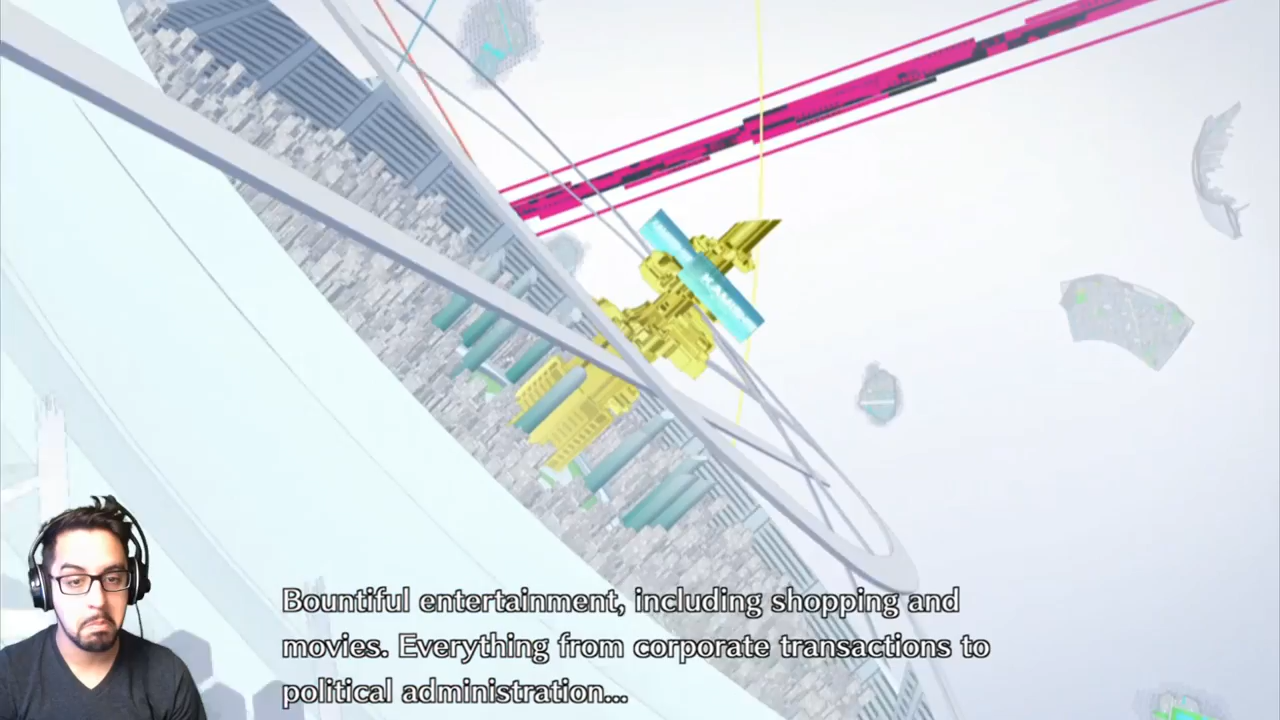 Bountiful entertainment, including shopping and
movies. Everything from corporate transactions to
political administration...